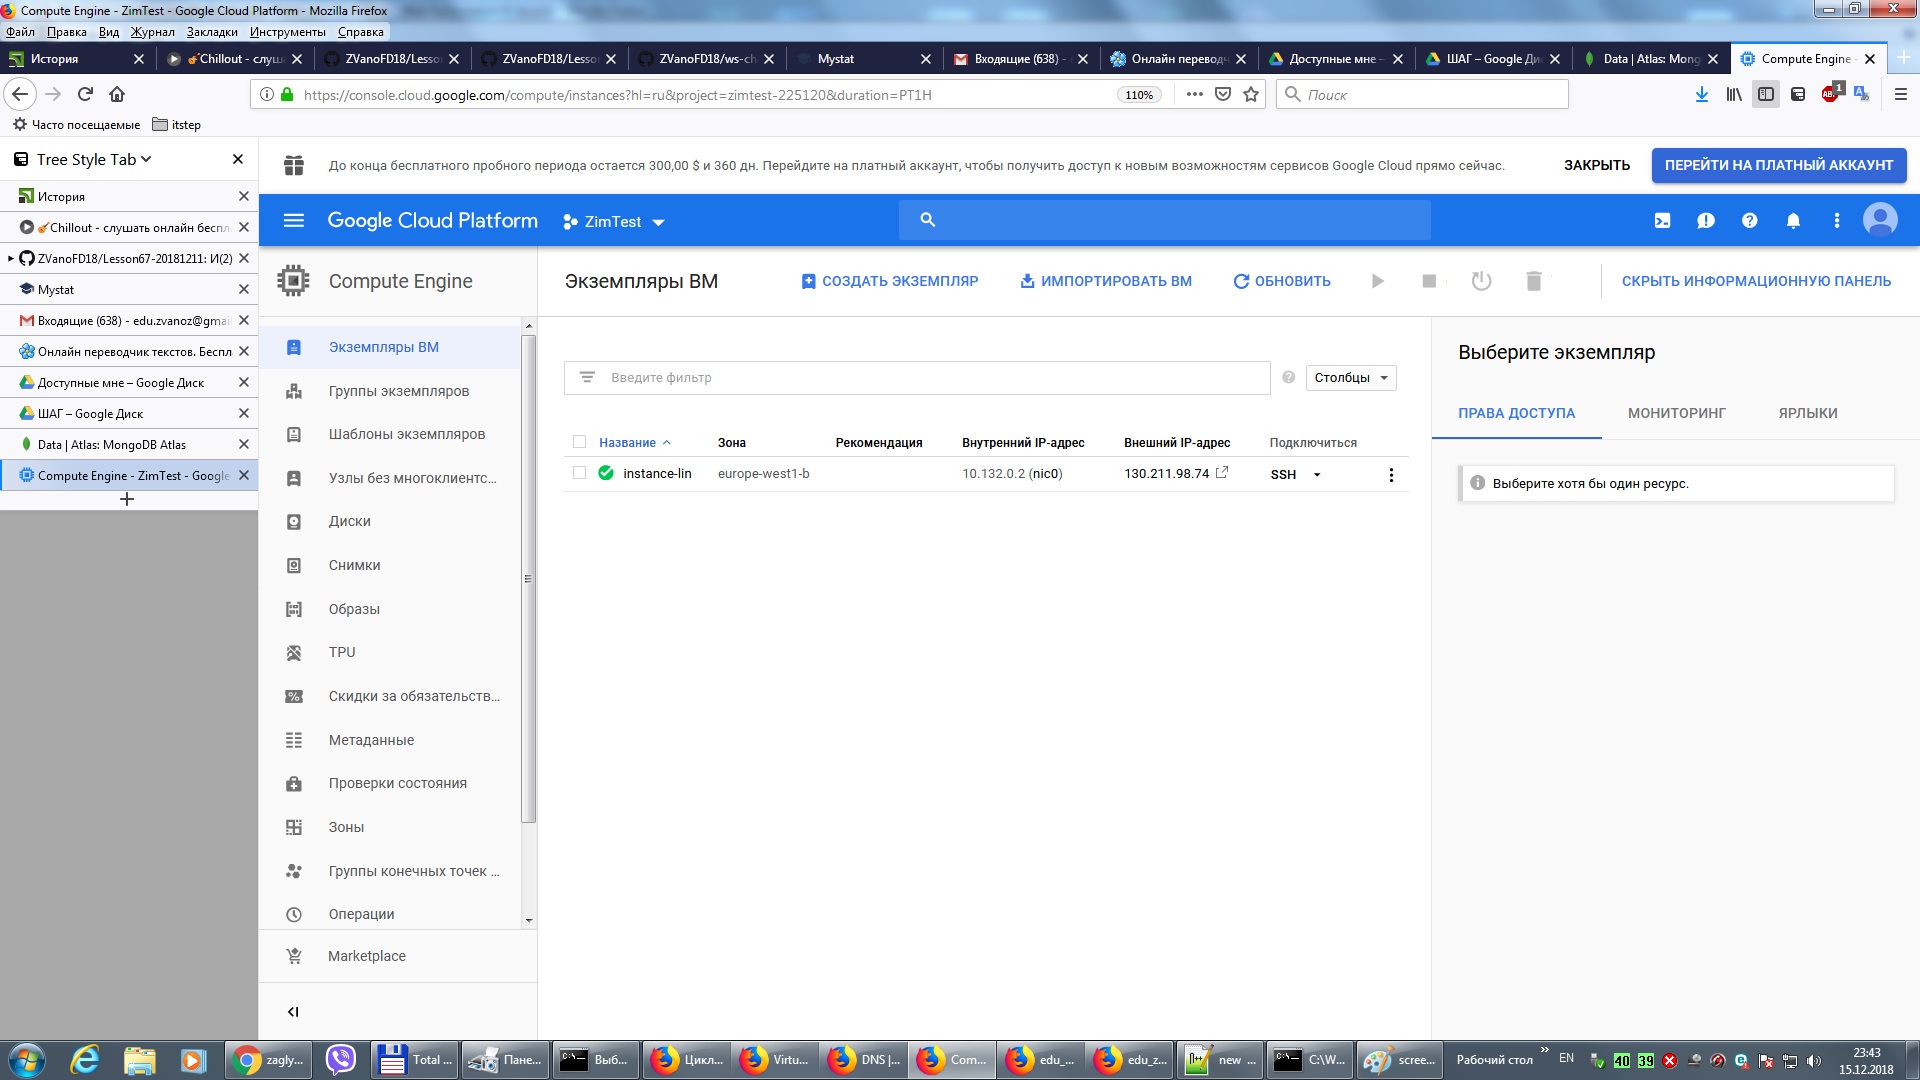 Compute Engine - ZimTest - Google Cloud Platform - Mozilla Firefox
Файл Правка Вид Журнал Закладки Инструменты Справка
История
Chillout - слуш
ZVanoFD18/Lesso
ZVanoFD18/Lesso
ZVanoFD18/ws-ch
Mystat
Входящие (638) -
Онлайн переводч
Доступные мне –
ШАГ – Google Ди
Data | Atlas: Mong
Compute Engine -
https://console.cloud.google.com/compute/instances?hl=ru&project=zimtest-225120&duration=PT1H
110%
Поиск
1
Часто посещаемые
itstep
Tree Style Tab
История
Chillout - слушать онлайн беспл
ZVanoFD18/Lesson67-20181211: И(2)
Mystat
Входящие (638) - edu.zvanoz@gmai
Онлайн переводчик текстов. Беспл
Доступные мне – Google Диск
ШАГ – Google Диск
Data | Atlas: MongoDB Atlas
Compute Engine - ZimTest - Google
До конца бесплатного пробного периода остается 300,00 $ и 360 дн. Перейдите на платный аккаунт, чтобы получить доступ к новым возможностям сервисов Google Cloud прямо сейчас.
ЗАКРЫТЬ
ПЕРЕЙТИ НА ПЛАТНЫЙ АККАУНТ
Google Cloud Platform
ZimTest
Compute Engine
Экземпляры ВМ
СОЗДАТЬ ЭКЗЕМПЛЯР
ИМПОРТИРОВАТЬ ВМ
ОБНОВИТЬ
СКРЫТЬ ИНФОРМАЦИОННУЮ ПАНЕЛЬ
Экземпляры ВМ
Группы экземпляров
Шаблоны экземпляров
Узлы без многоклиентс...
Диски
Снимки
Образы
TPU
Скидки за обязательств...
Метаданные
Проверки состояния
Зоны
Группы конечных точек ...
Операции
Marketplace
Введите фильтр
Столбцы
Название Зона Рекомендация Внутренний IP-адрес Внешний IP-адрес Подключиться
instance-lin europe-west1-b 10.132.0.2 (nic0) 130.211.98.74 SSH
Выберите экземпляр
ПРАВА ДОСТУПА МОНИТОРИНГ ЯРЛЫКИ
Выберите хотя бы один ресурс.
zagly...
Total ...
Пане...
Выб...
Цикл...
Virtu...
DNS |...
Com...
edu_...
edu_z...
new ...
C:\W...
scree...
Рабочий стол
EN
40
39
23:43
15.12.2018